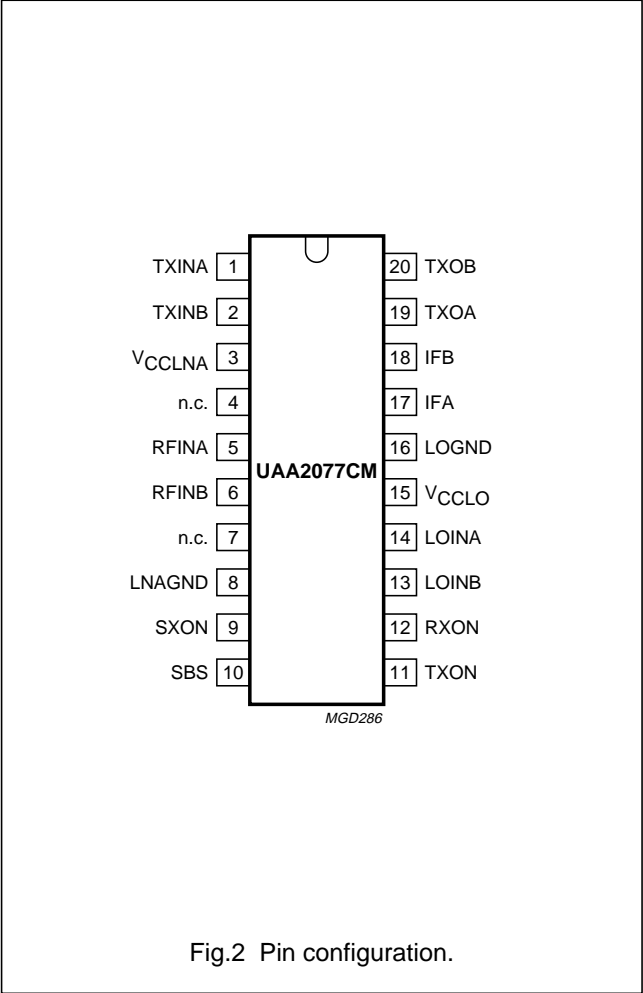 TXINA 1 20 TXOB
TXINB 2 19 TXOA
VCCLNA 3 18 IFB
n.c. 4 17 IFA
RFINA 5 16 LOGND
UAA2077CM
RFINB 6 15 VCCLO
n.c. 7 14 LOINA
LNAGND 8 13 LOINB
SXON 9 12 RXON
SBS 10 11 TXON
MGD286
Fig.2 Pin configuration.